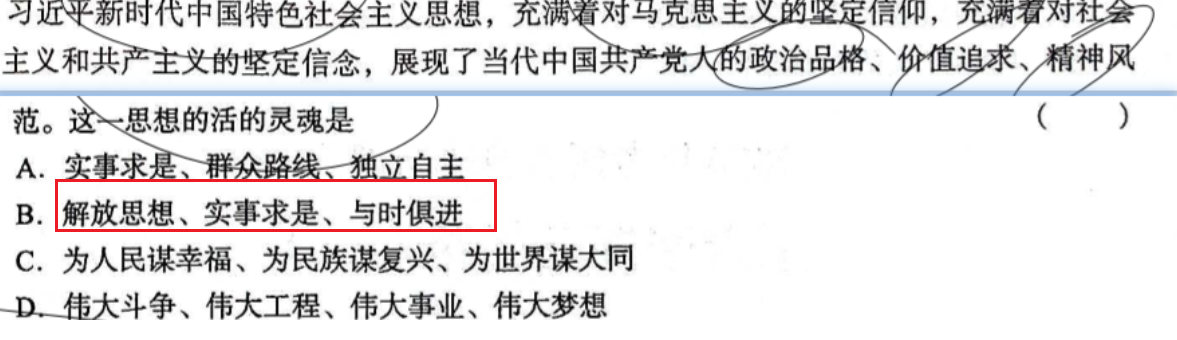 习近平新时代中国特色社会主义思想，充满着对马克思主义的坚定信仰，充满着对社会
主义和共产主义的坚定信念，展现了当代中国共产党人的政治品格、价值追求、精神风
范。这一思想的活的灵魂是 （ ）
A．实事求是、群众路线、独立自主
B．解放思想、实事求是、与时俱进
C．为人民谋幸福、为民族谋复兴、为世界谋大同
D．伟大斗争、伟大工程、伟大事业、伟大梦想